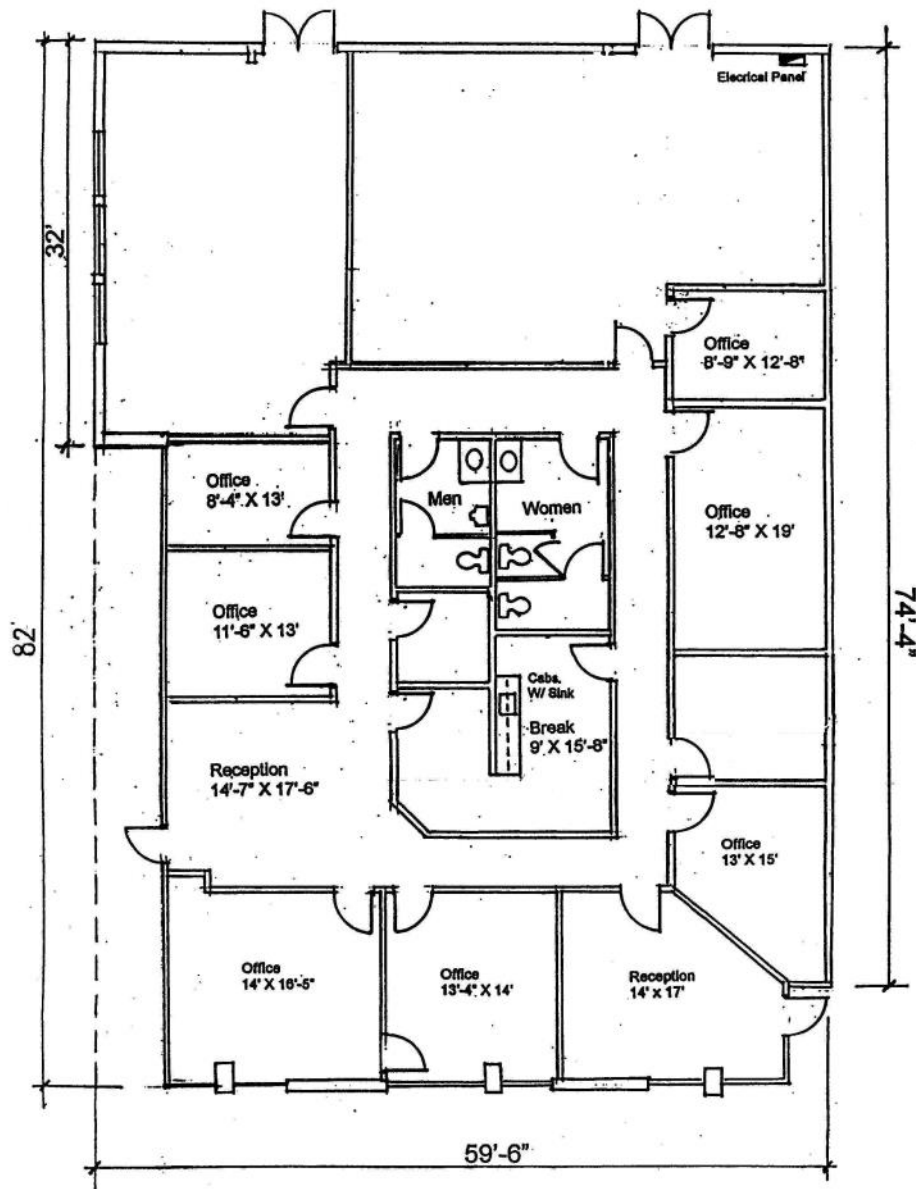 Elecrical Panel
32'
Office
8'-9" X 12'-8"
Office
8'-4" X 13'
Men
Women
Office
12'-8" X 19'
Office
11'-6" X 13'
82'
74'-4"
Cabs.
W/ Sink
Break
9' X 15'-8"
Reception
14'-7" X 17'-6"
Office
13' X 15'
Office
14' X 16'-5"
Office
13'-4" X 14'
Reception
14' x 17'
59'-6"